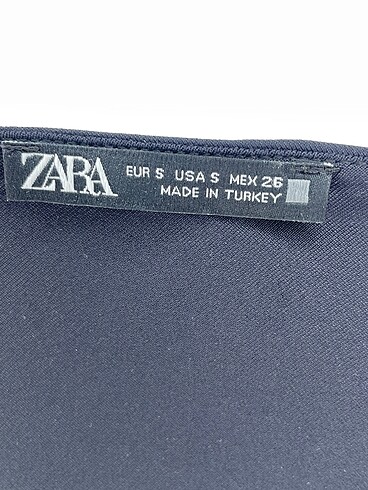 ZARA
EUR S USA S MEX 26
MADE IN TURKEY